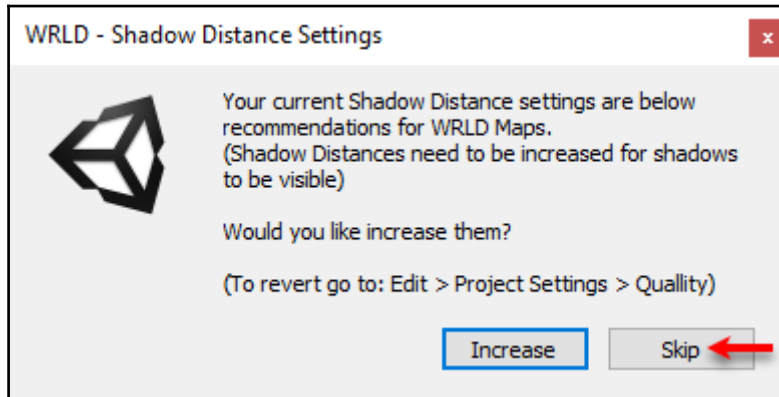 WRLD - Shadow Distance Settings
x
Your current Shadow Distance settings are below
recommendations for WRLD Maps.
(Shadow Distances need to be increased for shadows
to be visible)
Would you like increase them?
(To revert go to: Edit > Project Settings > Quallity)
Increase
Skip